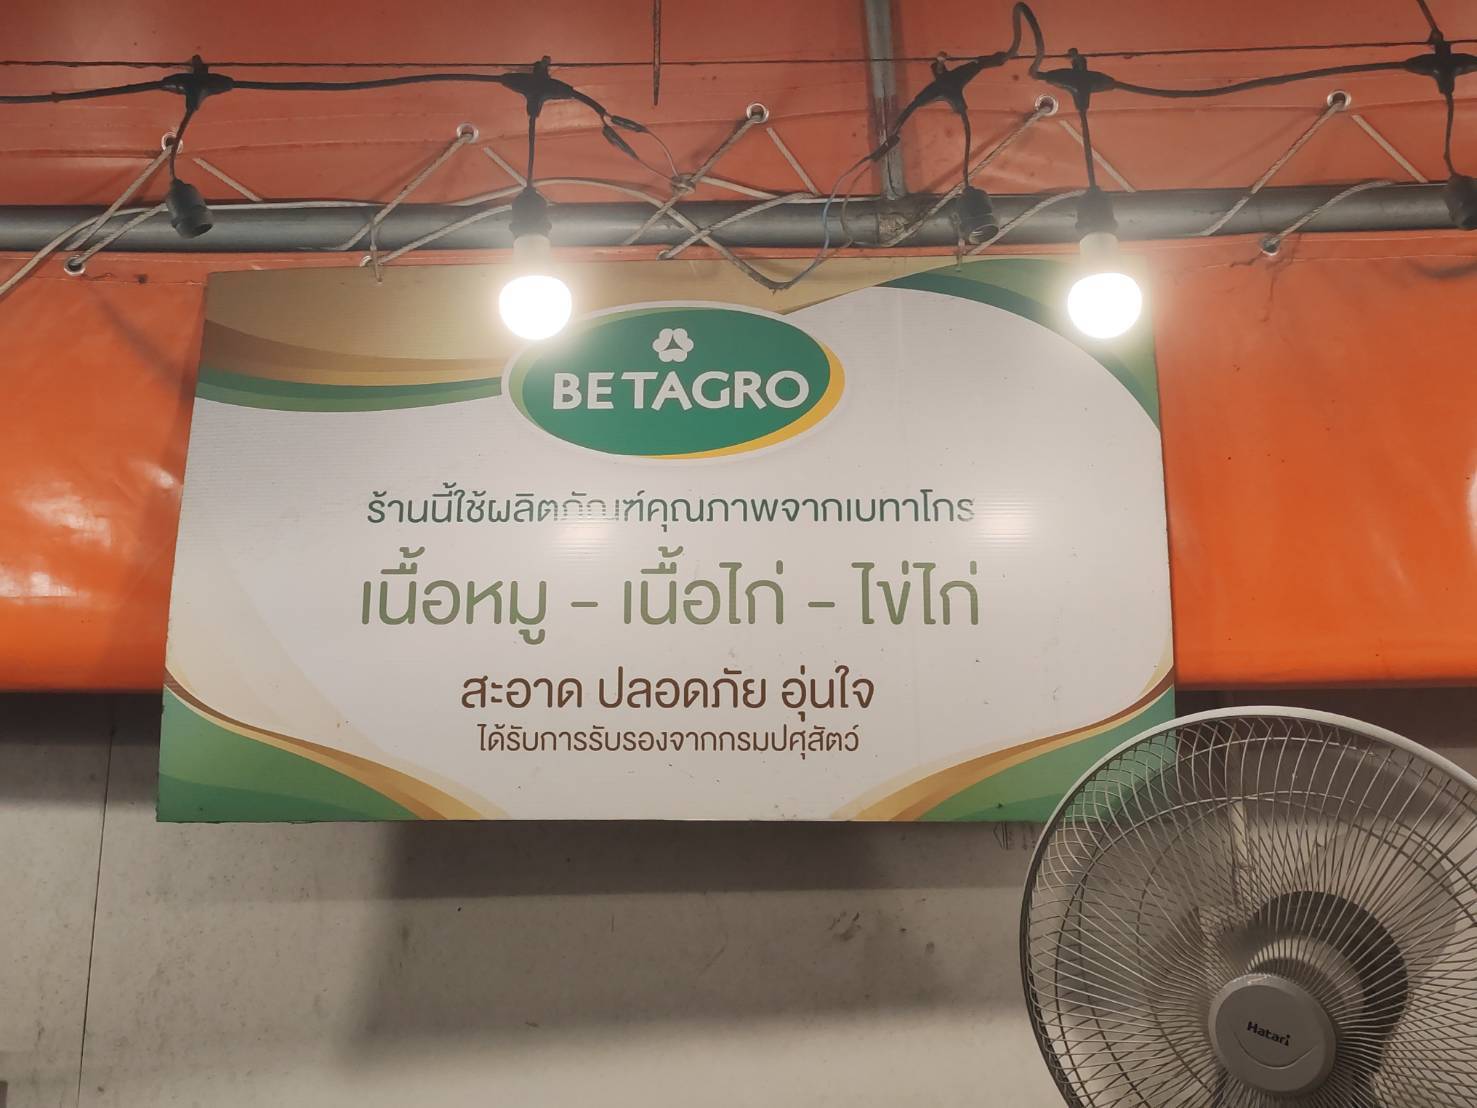 BETAGRO
ร้านนี้ใช้ผลิตภัณฑ์คุณภาพจากเบทาโกร
เนื้อหมู - เนื้อไก่ - ไข่ไก่
สะอาด ปลอดภัย อุ่นใจ
ได้รับการรับรองจากกรมปศุสัตว์
Hatari